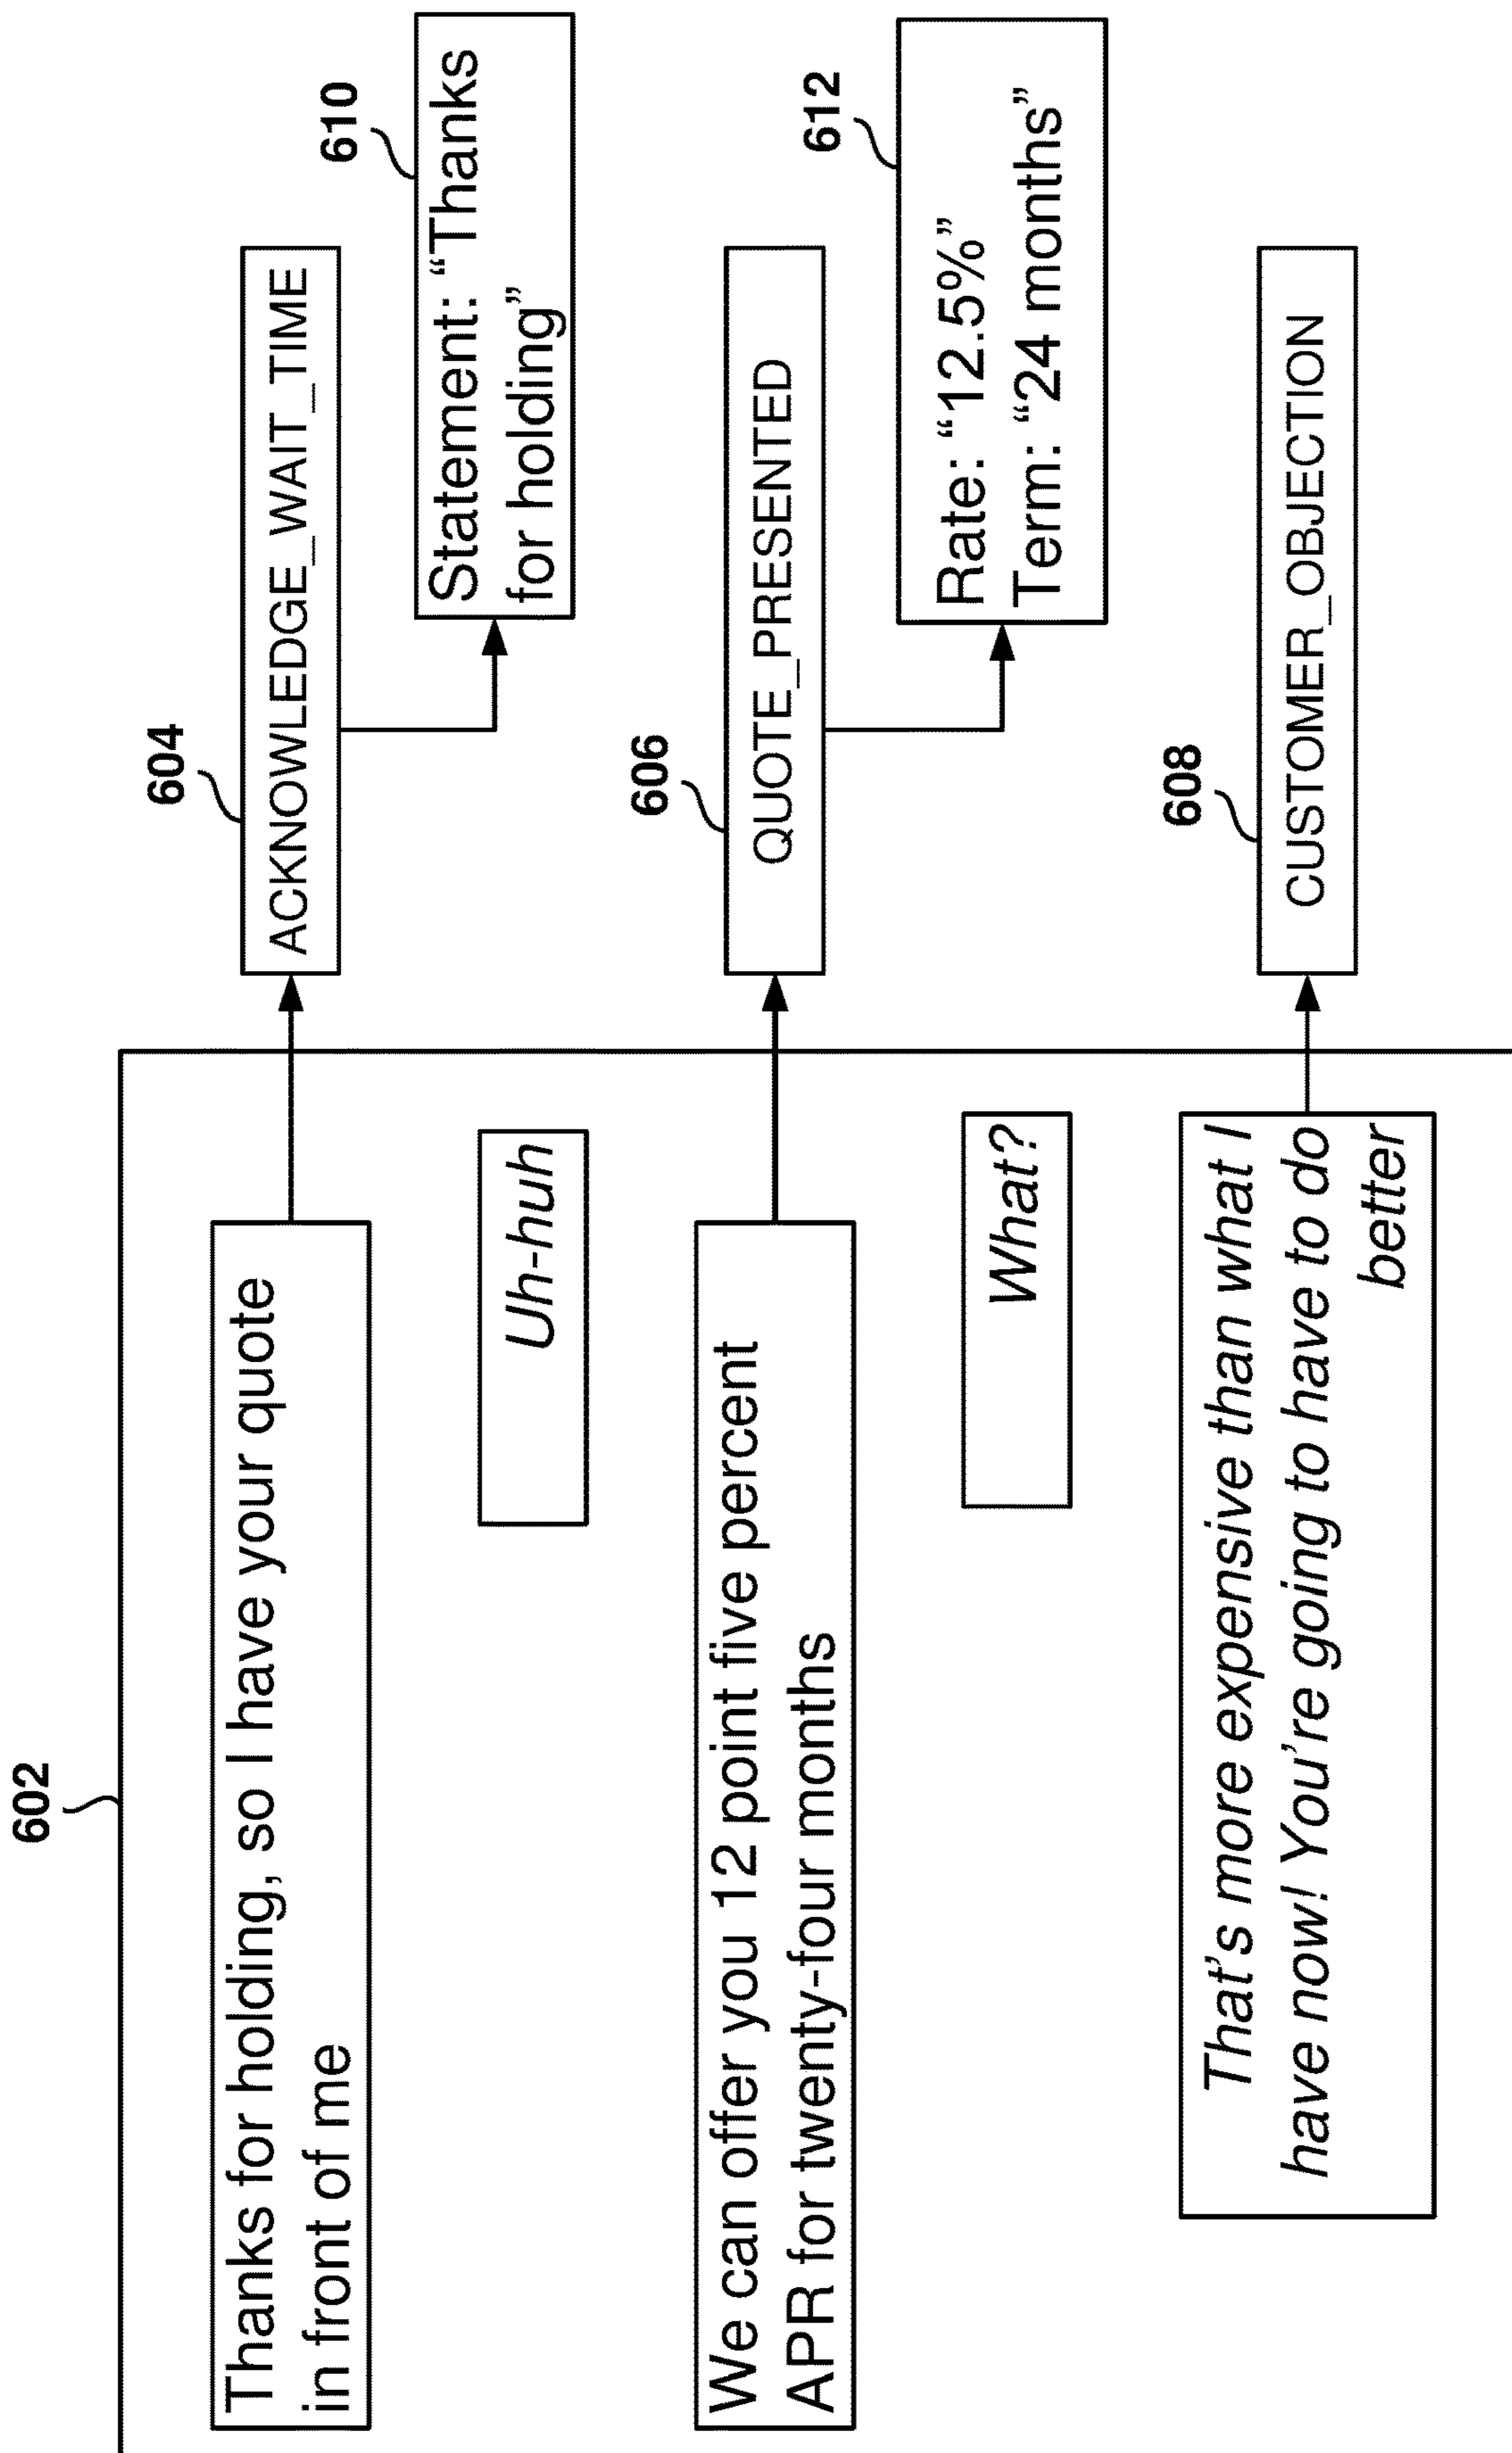 602
Thanks for holding, so I have your quote
in front of me
604
ACKNOWLEDGE_WAIT_TIME
610
Statement: “Thanks
for holding”
Uh-huh
We can offer you 12 point five percent
APR for twenty-four months
606
QUOTE_PRESENTED
612
Rate: “12.5%”
Term: “24 months”
What?
That's more expensive than what I
have now! You're going to have to do
better
608
CUSTOMER_OBJECTION